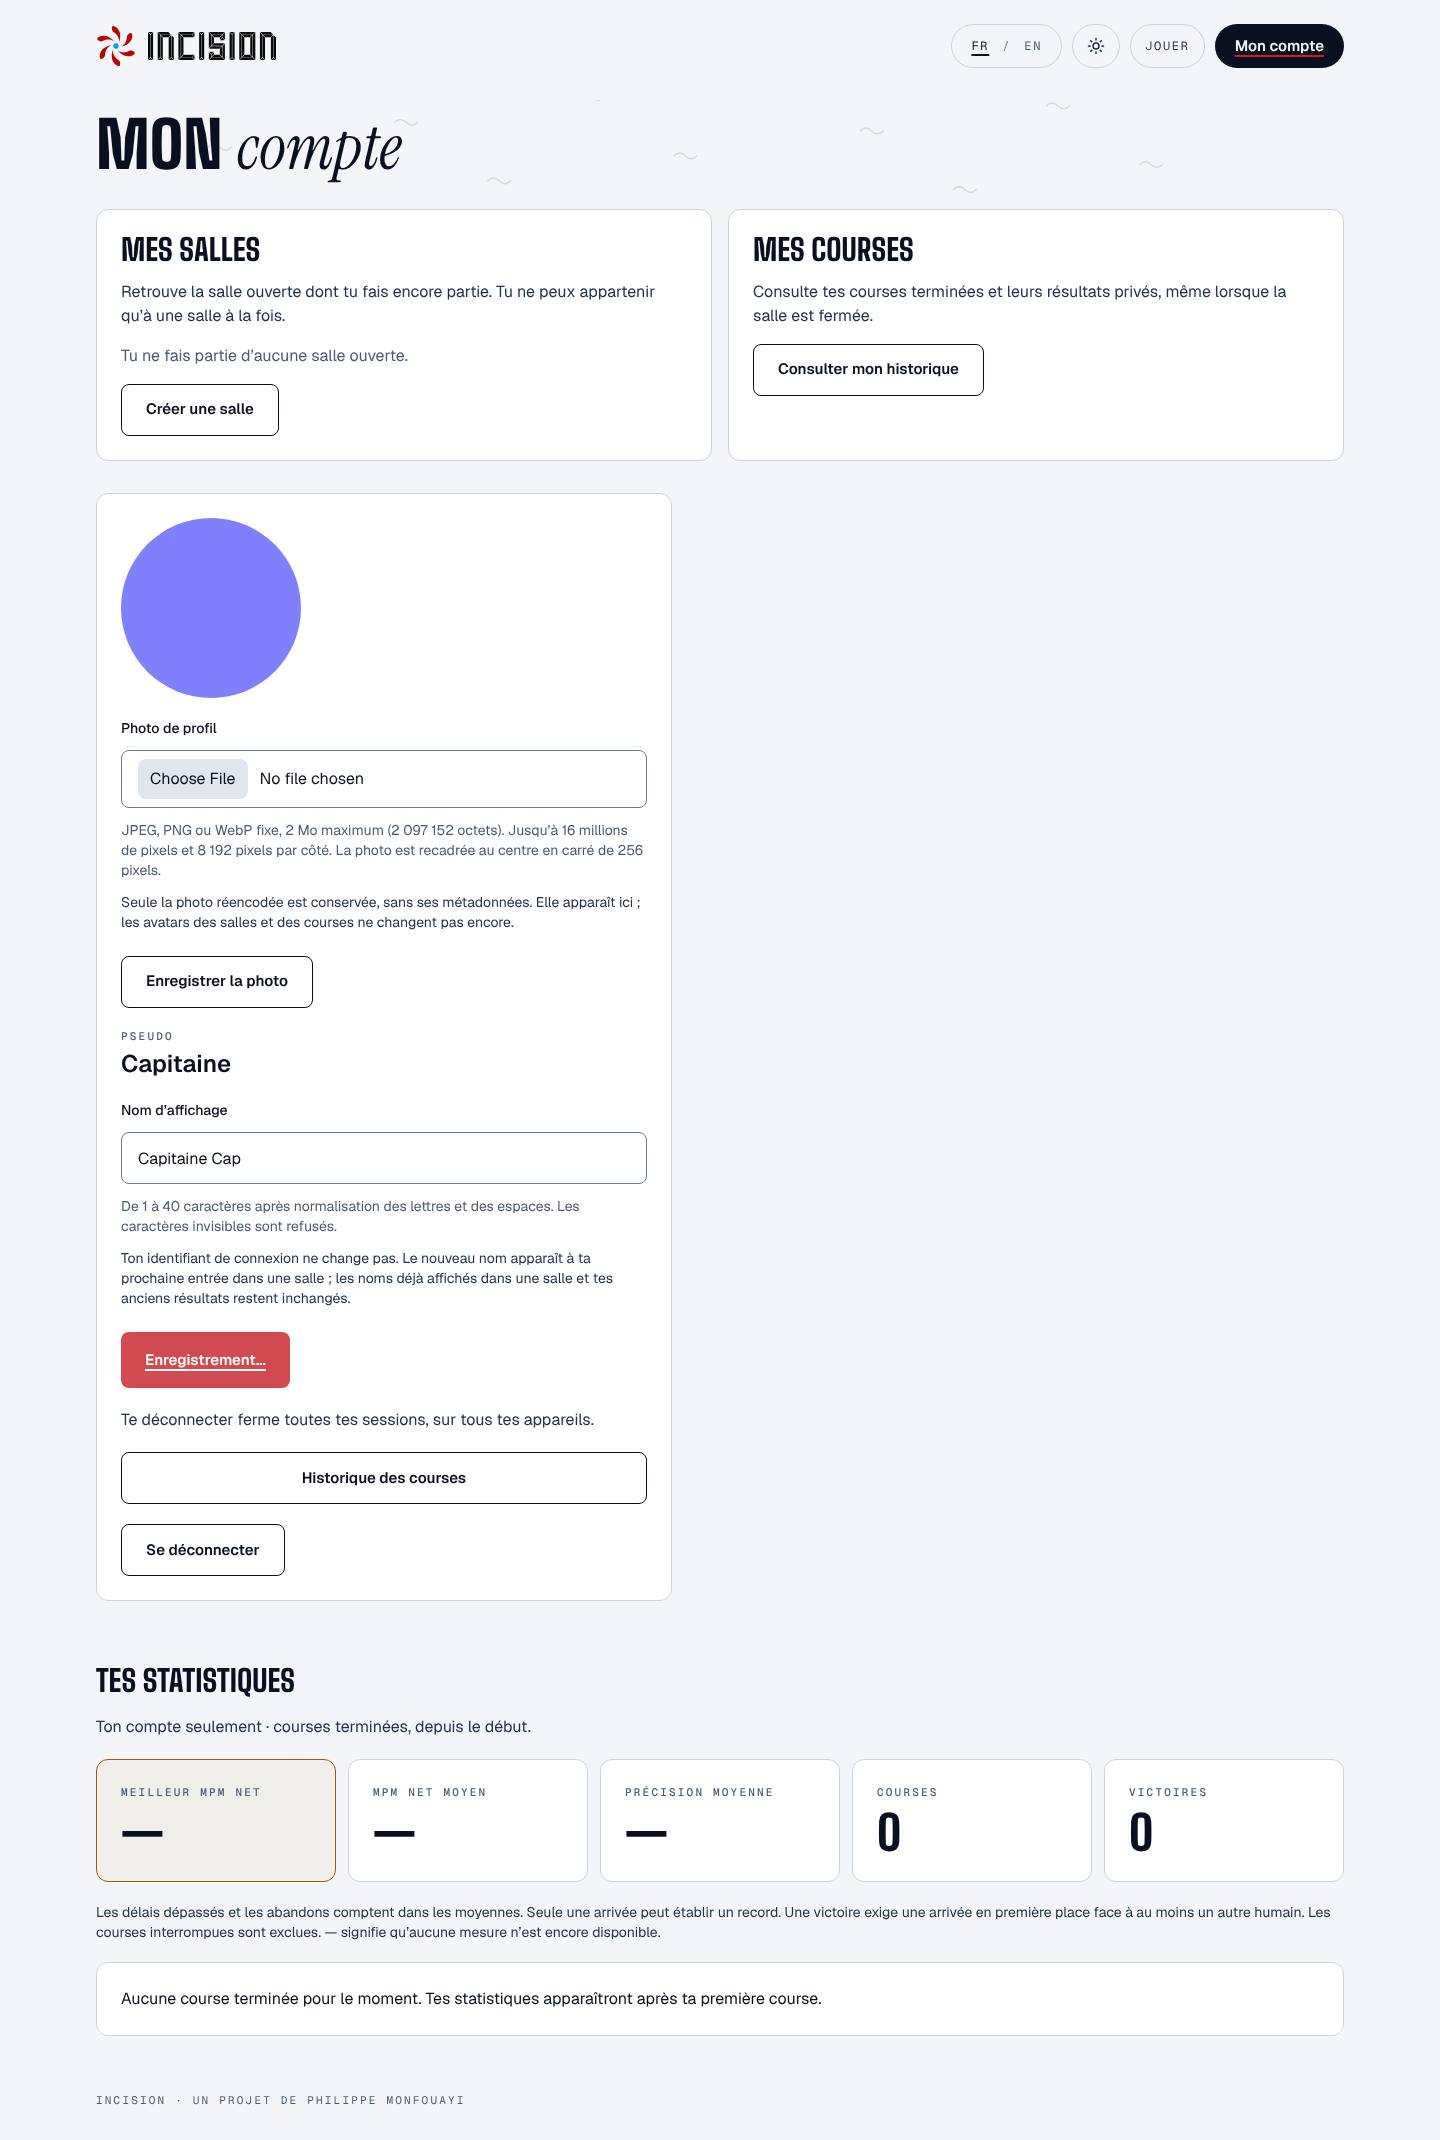 INCISION
FR / EN
JOUER
Mon compte
MON compte
MES SALLES
Retrouve la salle ouverte dont tu fais encore partie. Tu ne peux appartenir
qu’à une salle à la fois.
Tu ne fais partie d’aucune salle ouverte.
Créer une salle
MES COURSES
Consulte tes courses terminées et leurs résultats privés, même lorsque la
salle est fermée.
Consulter mon historique
Photo de profil
Choose File No file chosen
JPEG, PNG ou WebP fixe, 2 Mo maximum (2 097 152 octets). Jusqu’à 16 millions
de pixels et 8 192 pixels par côté. La photo est recadrée au centre en carré de 256
pixels.
Seule la photo réencodée est conservée, sans ses métadonnées. Elle apparaît ici ;
les avatars des salles et des courses ne changent pas encore.
Enregistrer la photo
PSEUDO
Capitaine
Nom d’affichage
Capitaine Cap
De 1 à 40 caractères après normalisation des lettres et des espaces. Les
caractères invisibles sont refusés.
Ton identifiant de connexion ne change pas. Le nouveau nom apparaît à ta
prochaine entrée dans une salle ; les noms déjà affichés dans une salle et tes
anciens résultats restent inchangés.
Enregistrement…
Te déconnecter ferme toutes tes sessions, sur tous tes appareils.
Historique des courses
Se déconnecter
TES STATISTIQUES
Ton compte seulement · courses terminées, depuis le début.
MEILLEUR MPM NET
—
MPM NET MOYEN
—
PRÉCISION MOYENNE
—
COURSES
0
VICTOIRES
0
Les délais dépassés et les abandons comptent dans les moyennes. Seule une arrivée peut établir un record. Une victoire exige une arrivée en première place face à au moins un autre humain. Les
courses interrompues sont exclues. — signifie qu’aucune mesure n’est encore disponible.
Aucune course terminée pour le moment. Tes statistiques apparaîtront après ta première course.
INCISION · UN PROJET DE PHILIPPE MONFOUAYI